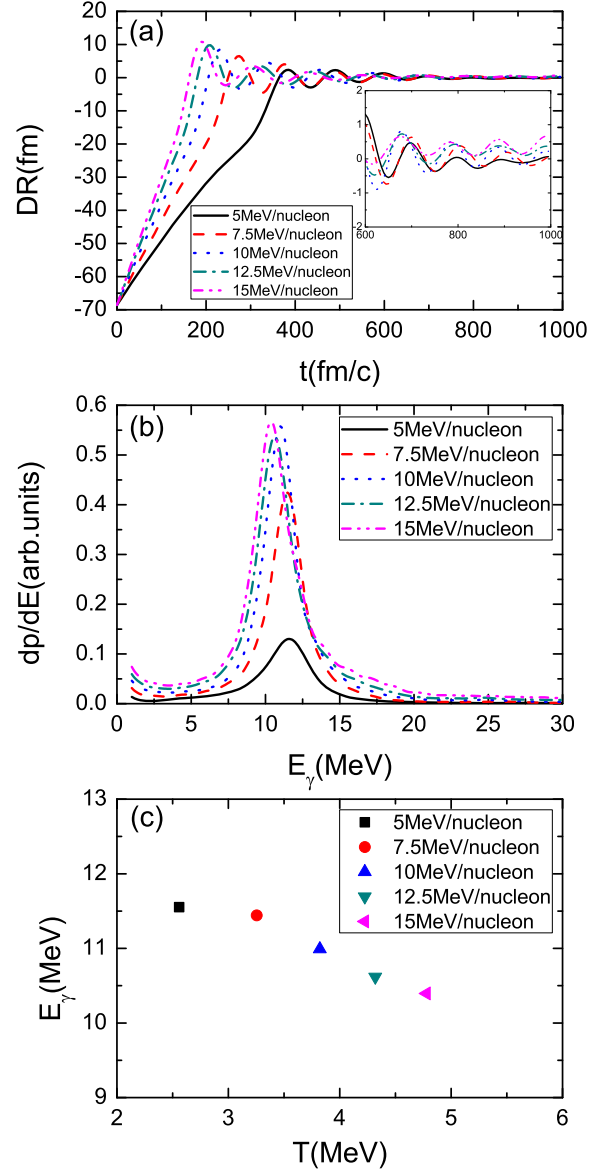 (a)
20
10
0
-10
-20
-30
-40
-50
-60
-70
DR(fm)
2
1
0
-1
-2
600
800
1000
5MeV/nucleon
7.5MeV/nucleon
10MeV/nucleon
12.5MeV/nucleon
15MeV/nucleon
0 200 400 600 800 1000
t(fm/c)
(b)
0.6
0.5
0.4
0.3
0.2
0.1
0.0
dp/dE(arb.units)
5MeV/nucleon
7.5MeV/nucleon
10MeV/nucleon
12.5MeV/nucleon
15MeV/nucleon
0 5 10 15 20 25 30
Eγ(MeV)
(c)
13
12
11
10
9
Eγ(MeV)
5MeV/nucleon
7.5MeV/nucleon
10MeV/nucleon
12.5MeV/nucleon
15MeV/nucleon
2 3 4 5 6
T(MeV)